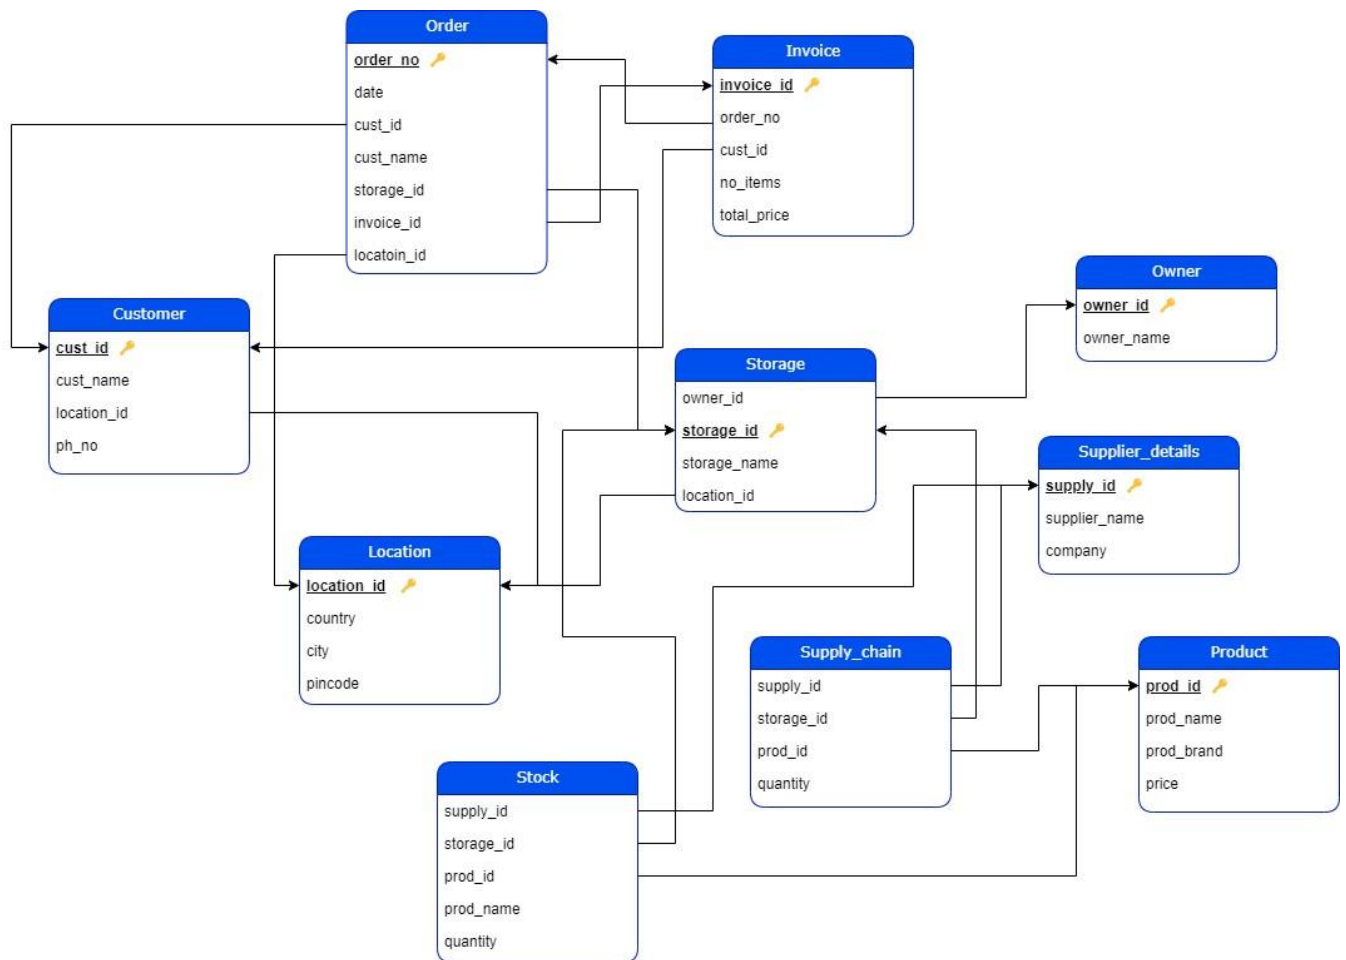 Order
order_no
date
cust_id
cust_name
storage_id
invoice_id
locatoin_id
Invoice
invoice_id
order_no
cust_id
no_items
total_price
Owner
owner_id
owner_name
Customer
cust_id
cust_name
location_id
ph_no
Storage
owner_id
storage_id
storage_name
location_id
Supplier_details
supply_id
supplier_name
company
Location
location_id
country
city
pincode
Supply_chain
supply_id
storage_id
prod_id
quantity
Product
prod_id
prod_name
prod_brand
price
Stock
supply_id
storage_id
prod_id
prod_name
quantity